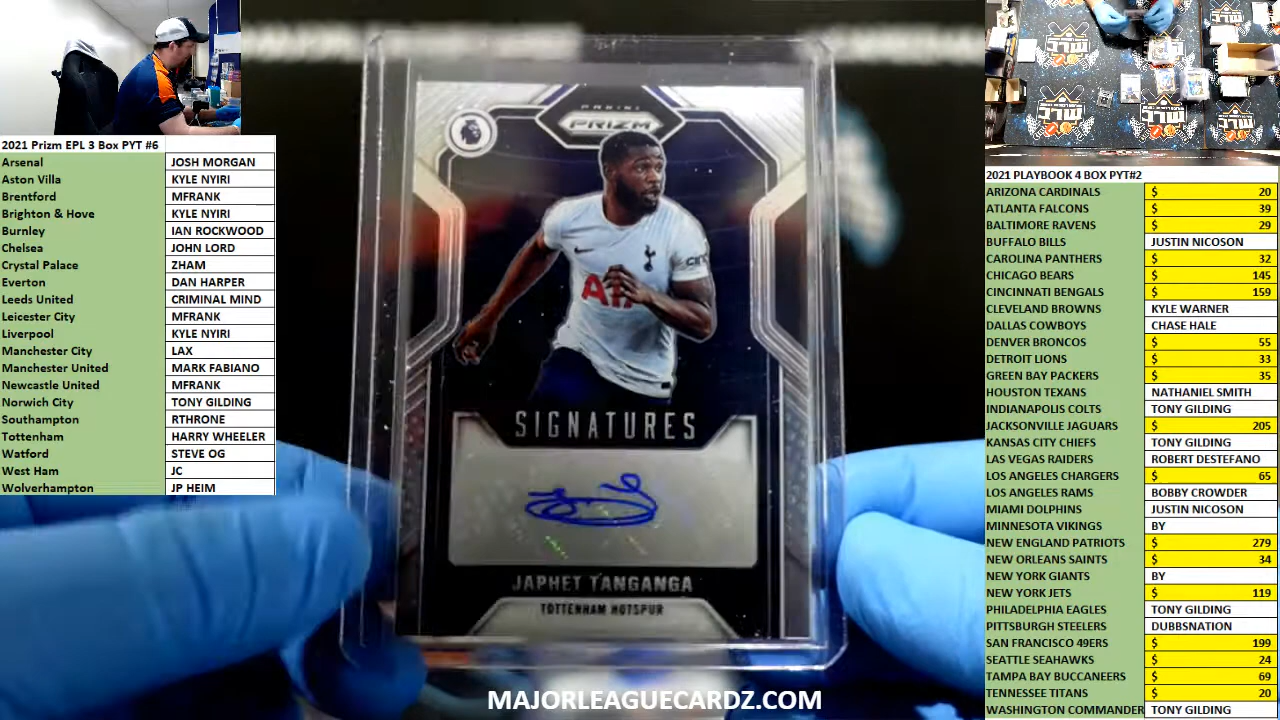 2021 Prizm EPL 3 Box PYT #6
Arsenal JOSH MORGAN
Aston Villa KYLE NYIRI
Brentford MFRANK
Brighton & Hove KYLE NYIRI
Burnley IAN ROCKWOOD
Chelsea JOHN LORD
Crystal Palace ZHAM
Everton DAN HARPER
Leeds United CRIMINAL MIND
Leicester City MFRANK
Liverpool KYLE NYIRI
Manchester City LAX
Manchester United MARK FABIANO
Newcastle United MFRANK
Norwich City TONY GILDING
Southampton RTHRONE
Tottenham HARRY WHEELER
Watford STEVE OG
West Ham JC
Wolverhampton JP HEIM
PANINI
PRIZM
AIA
SIGNATURES
JAPHET TANGANGA
TOTTENHAM HOTSPUR
MAJORLEAGUECARDZ.COM
MLC
2021 PLAYBOOK 4 BOX PYT#2
ARIZONA CARDINALS $ 20
ATLANTA FALCONS $ 39
BALTIMORE RAVENS $ 29
BUFFALO BILLS JUSTIN NICOSON
CAROLINA PANTHERS $ 32
CHICAGO BEARS $ 145
CINCINNATI BENGALS $ 159
CLEVELAND BROWNS KYLE WARNER
DALLAS COWBOYS CHASE HALE
DENVER BRONCOS $ 55
DETROIT LIONS $ 33
GREEN BAY PACKERS $ 35
HOUSTON TEXANS NATHANIEL SMITH
INDIANAPOLIS COLTS TONY GILDING
JACKSONVILLE JAGUARS $ 205
KANSAS CITY CHIEFS TONY GILDING
LAS VEGAS RAIDERS ROBERT DESTEFANO
LOS ANGELES CHARGERS $ 65
LOS ANGELES RAMS BOBBY CROWDER
MIAMI DOLPHINS JUSTIN NICOSON
MINNESOTA VIKINGS BY
NEW ENGLAND PATRIOTS $ 279
NEW ORLEANS SAINTS $ 34
NEW YORK GIANTS BY
NEW YORK JETS $ 119
PHILADELPHIA EAGLES TONY GILDING
PITTSBURGH STEELERS DUBBSNATION
SAN FRANCISCO 49ERS $ 199
SEATTLE SEAHAWKS $ 24
TAMPA BAY BUCCANEERS $ 69
TENNESSEE TITANS $ 20
WASHINGTON COMMANDER TONY GILDING